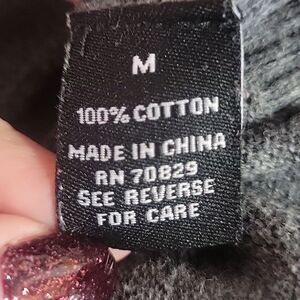 M
100% COTTON
MADE IN CHINA
RN 70829
SEE REVERSE
FOR CARE